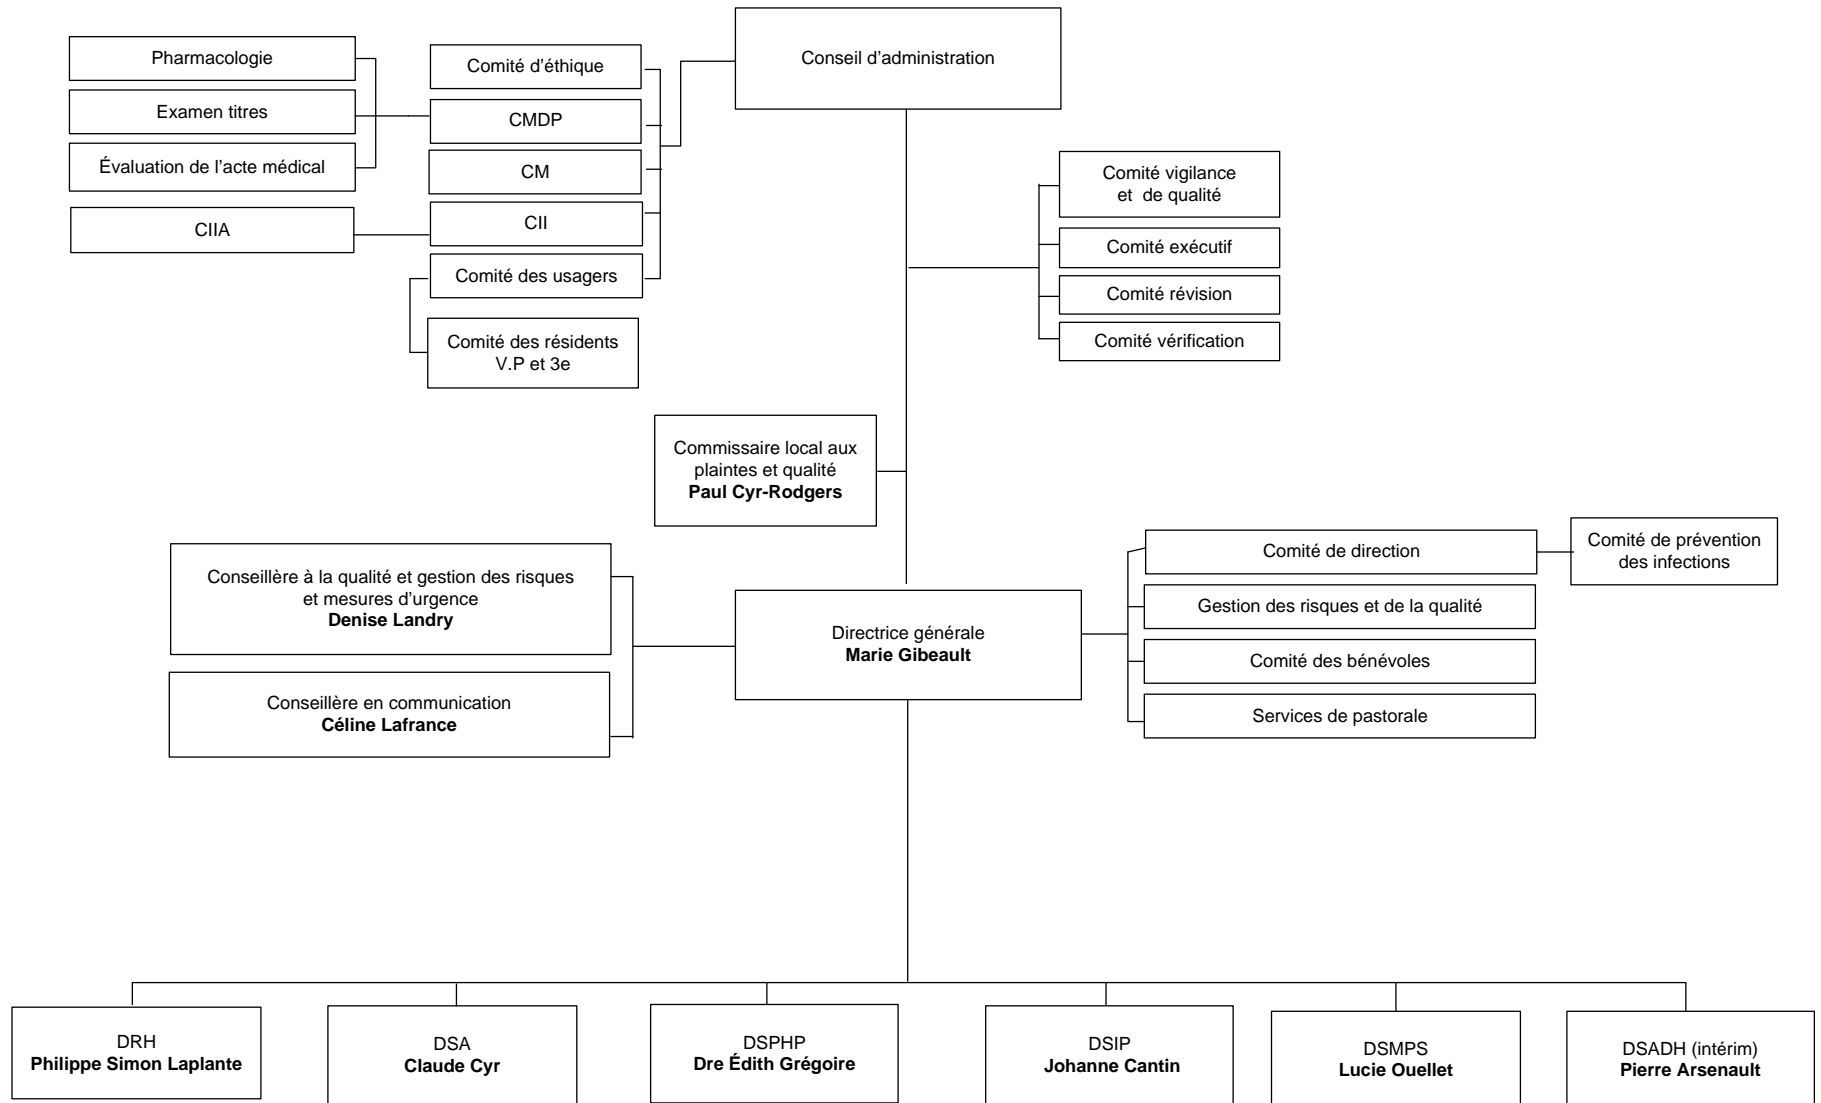 Conseil d’administration
Pharmacologie
Examen titres
Évaluation de l’acte médical
CIIA
Comité d’éthique
CMDP
CM
CII
Comité des usagers
Comité des résidents
V.P et 3e
Comité vigilance
et de qualité
Comité exécutif
Comité révision
Comité vérification
Commissaire local aux
plaintes et qualité
Paul Cyr-Rodgers
Conseillère à la qualité et gestion des risques
et mesures d’urgence
Denise Landry
Conseillère en communication
Céline Lafrance
Directrice générale
Marie Gibeault
Comité de direction
Comité de prévention
des infections
Gestion des risques et de la qualité
Comité des bénévoles
Services de pastorale
DRH
Philippe Simon Laplante
DSA
Claude Cyr
DSPHP
Dre Édith Grégoire
DSIP
Johanne Cantin
DSMPS
Lucie Ouellet
DSADH (intérim)
Pierre Arsenault